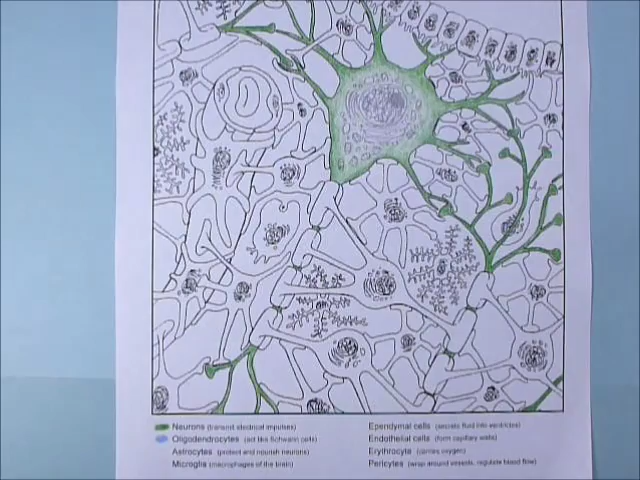 Neurons (transmit electrical impulses)
Oligodendrocytes (act like Schwann cells)
Astrocytes (protect and nourish neurons)
Microglia (macrophages of the brain)
Ependymal cells (secrete fluid into ventricles)
Endothelial cells (form capillary walls)
Erythrocyte (carries oxygen)
Pericytes (wrap around vessels, regulate blood flow)